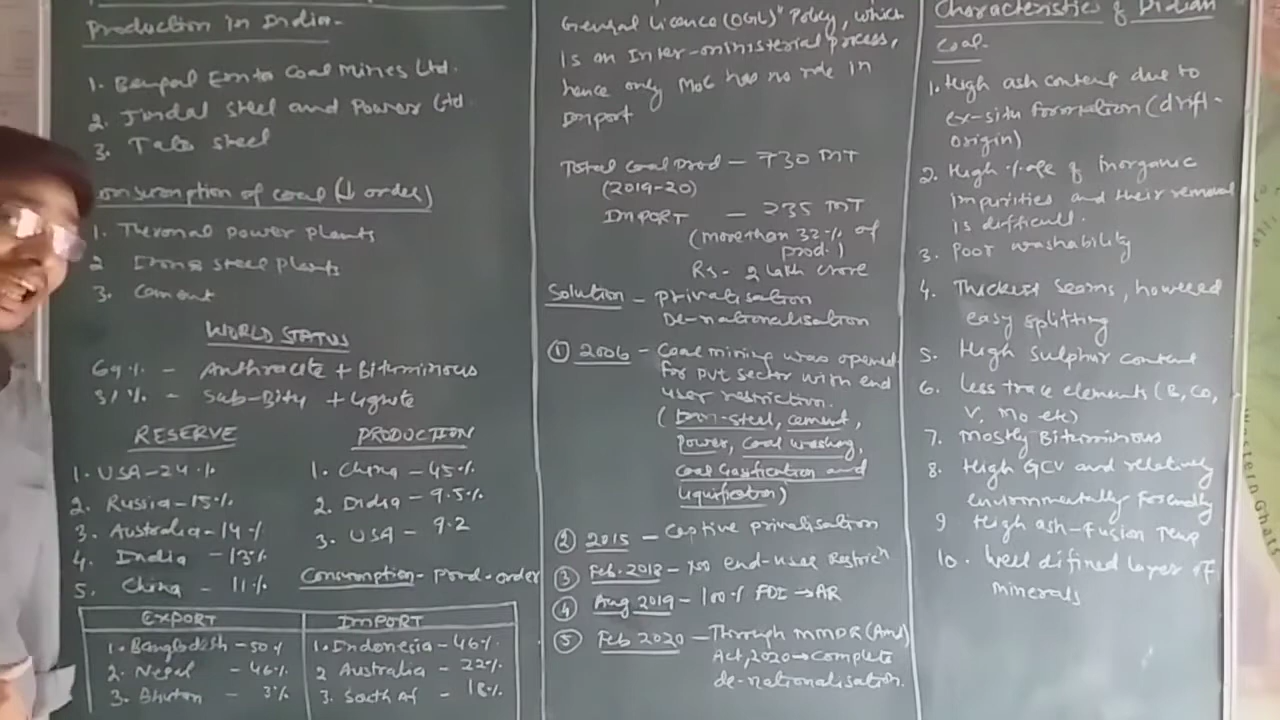 Production in India-
1. Bengal Emta Coal Mines Ltd.
2. Jindal steel and Power Ltd.
3. Tata steel
onsumption of coal (↓ order)
1. Thermal power plants
2 Iron & steel plants
3. Cement
WORLD STATUS
69% - Anthracite + Bituminous
31% - Sub-Bity + Lignite
RESERVE
1. USA - 24%
2. Russia - 15%
3. Australia - 14%
4. India - 13%
5. China - 11%
PRODUCTION
1. China - 45%
2. India - 9.5%
3. USA - 9.2
Consumption - Prod. order
EXPORT
1. Bangladesh - 50%
2. Nepal - 46%
3. Bhutan - 3%
IMPORT
1. Indonesia - 46%
2 Australia - 22%
3. South Af - 18%
General Licence (OGL)" Policy, which
is an Inter-ministerial process,
hence only MoC has no role in
Import
Total Coal Prod - 730 MT
(2019-20)
IMPORT - 235 MT
(more than 32% of
prod.)
Rs - 2 lakh crore
Solution - privatisation
De-nationalisation
① 2006 - Coal mining was opened
for pvt sector with end
user restriction.
(Iron-steel, cement,
Power, coal washing,
coal Gasification and
liquification)
② 2015 - Captive privatisation
③ Feb. 2018 - end-use Restrictn
④ Aug 2019 - 100% FDI → AR
⑤ Feb 2020 - Through MMDR (Amd)
Act, 2020 → Complete
de-nationalisation.
Characteristics of Indian
coal.
1. High ash content due to
ex-situ formation (drift-
origin)
2. High %age of inorganic
impurities and their removal
is difficult.
3. Poor washability
4. Thickest seams, however
easy splitting
5. High sulphur content
6. Less trace elements (B, Co,
V, Mo etc)
7. Mostly Bituminous
8. High GCV and relatively
environmentally friendly
9 High ash-fusion Temp
10. Well difined layer of
minerals